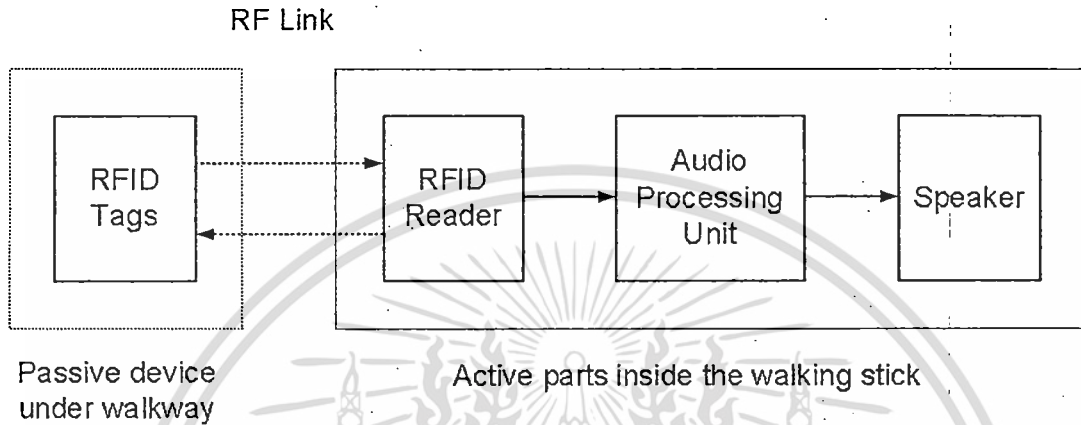 RF Link
RFID
Tags
RFID
Reader
Audio
Processing
Unit
Speaker
Passive device
under walkway
Active parts inside the walking stick